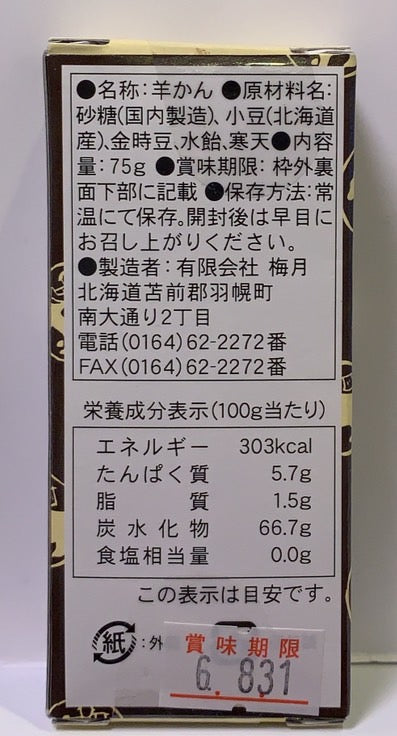 ●名称:羊かん ●原材料名:
砂糖(国内製造)、小豆(北海道
産)、金時豆、水飴、寒天●内容
量:75g ●賞味期限:枠外裏
面下部に記載 ●保存方法:常
温にて保存。開封後は早目に
お召し上がりください。
●製造者:有限会社 梅月
北海道苫前郡羽幌町
南大通り2丁目
電話(0164)62-2272番
FAX(0164)62-2272番
栄養成分表示(100g当たり)
エネルギー 303kcal
たんぱく質 5.7g
脂質 1.5g
炭水化物 66.7g
食塩相当量 0.0g
この表示は目安です。
紙:外
賞味期限
6. 8.31